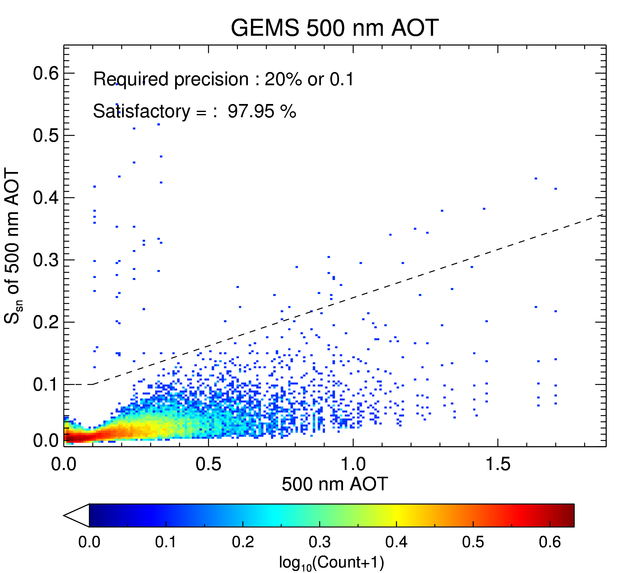 GEMS 500 nm AOT
Required precision : 20% or 0.1
Satisfactory = : 97.95 %
0.6
0.5
0.4
0.3
0.2
0.1
0.0
Ssn of 500 nm AOT
0.0 0.5 1.0 1.5
500 nm AOT
0.0 0.1 0.2 0.3 0.4 0.5 0.6
log10(Count+1)